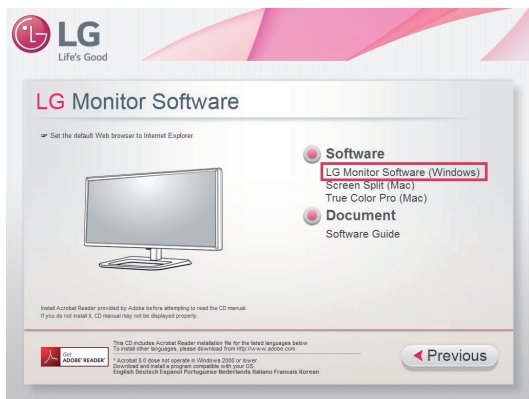 LG
Life's Good
LG Monitor Software
☞ Set the default Web browser to Internet Explorer.
Software
LG Monitor Software (Windows)
Screen Split (Mac)
True Color Pro (Mac)
Document
Software Guide
Install Acrobat Reader provided by Adobe before attempting to read the CD manual.
If you do not install it, CD manual may not be displayed properly.
Get
ADOBE® READER®
This CD includes Acrobat Reader installation file for the listed languages below
To install other languages, please download from http://www.adobe.com
* Acrobat 8.0 dose not operate in Windows 2000 or lower.
Download and install a program compatible with your OS.
English Deutsch Espanol Portuguese Nederlands Italiano Francais Korean
Previous